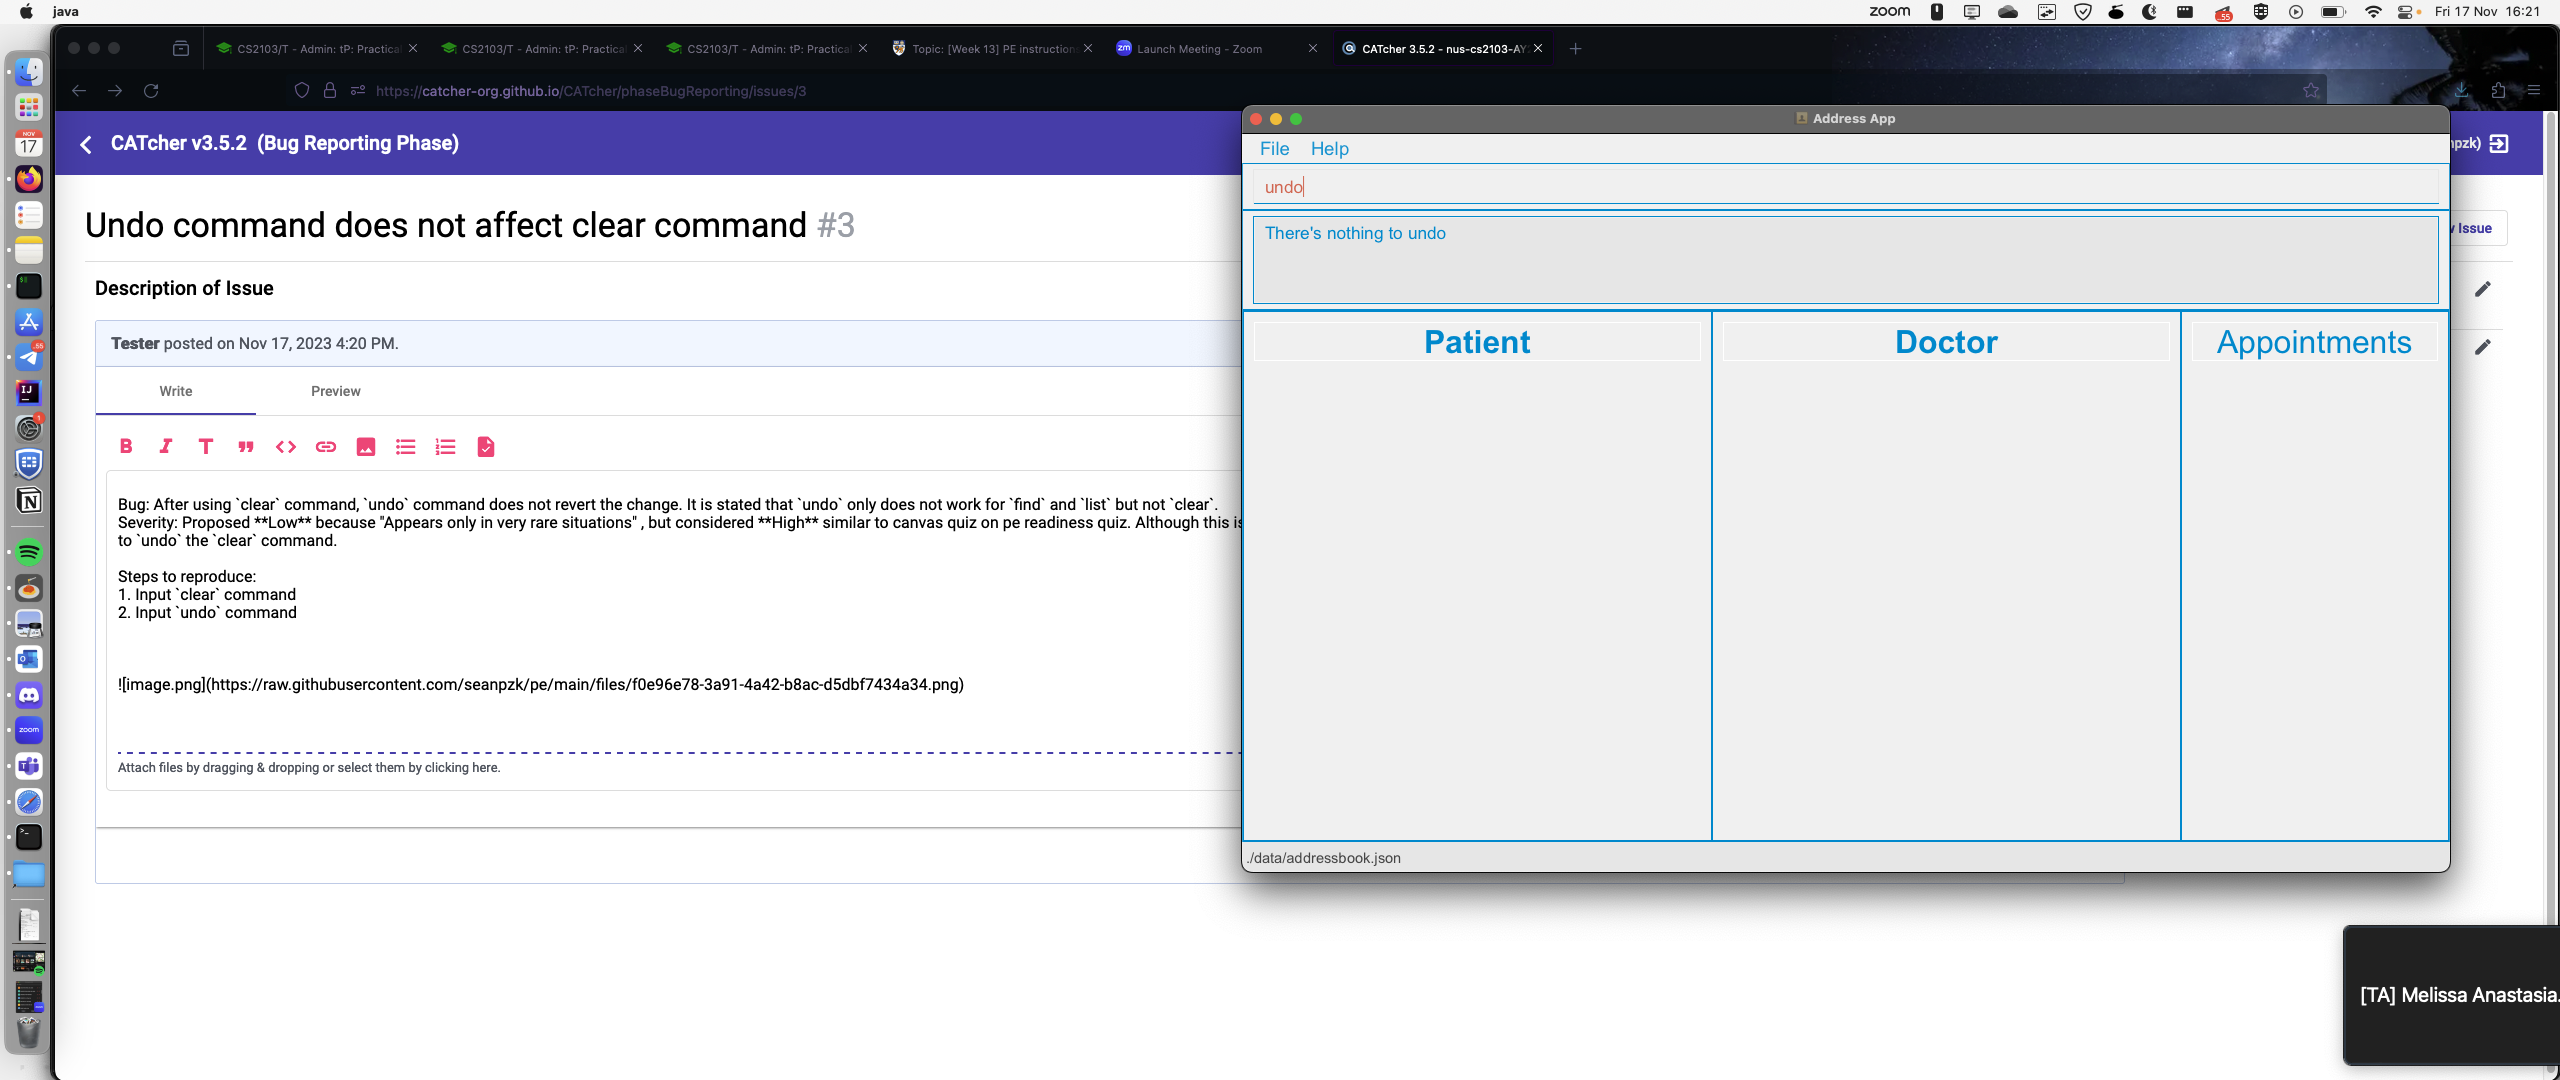 java
zoom
.55
Fri 17 Nov 16:21
CS2103/T - Admin: tP: Practical
CS2103/T - Admin: tP: Practical
CS2103/T - Admin: tP: Practical
Topic: [Week 13] PE instruction
zm Launch Meeting - Zoom
CATcher 3.5.2 - nus-cs2103-AY
https://catcher-org.github.io/CATcher/phaseBugReporting/issues/3
CATcher v3.5.2 (Bug Reporting Phase)
npzk)
Undo command does not affect clear command #3
Issue
Description of Issue
Tester posted on Nov 17, 2023 4:20 PM.
Write
Preview
Bug: After using `clear` command, `undo` command does not revert the change. It is stated that `undo` only does not work for `find` and `list` but not `clear`.
Severity: Proposed **Low** because "Appears only in very rare situations" , but considered **High** similar to canvas quiz on pe readiness quiz. Although this is
to `undo` the `clear` command.
Steps to reproduce:
1. Input `clear` command
2. Input `undo` command
![image.png](https://raw.githubusercontent.com/seanpzk/pe/main/files/f0e96e78-3a91-4a42-b8ac-d5dbf7434a34.png)
Attach files by dragging & dropping or select them by clicking here.
Address App
File Help
undo
There's nothing to undo
Patient
Doctor
Appointments
./data/addressbook.json
[TA] Melissa Anastasia
NOV
17
zoom